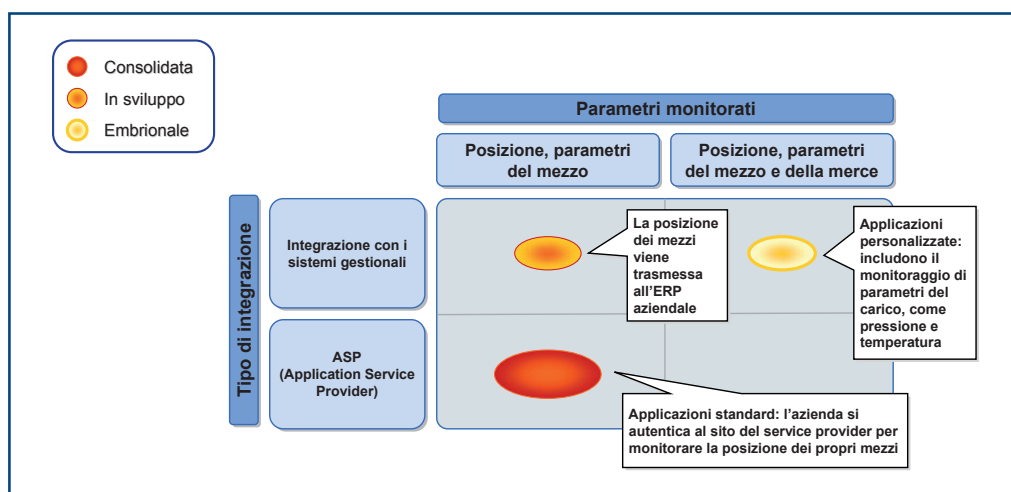 Consolidata
In sviluppo
Embrionale
Parametri monitorati
Posizione, parametri
del mezzo
Posizione, parametri
del mezzo e della merce
Tipo di integrazione
Integrazione con i
sistemi gestionali
La posizione
dei mezzi
viene
trasmessa
all’ERP
aziendale
Applicazioni
personalizzate:
includono il
monitoraggio di
parametri del
carico, come
pressione e
temperatura
ASP
(Application Service
Provider)
Applicazioni standard: l’azienda si
autentica al sito del service provider per
monitorare la posizione dei propri mezzi